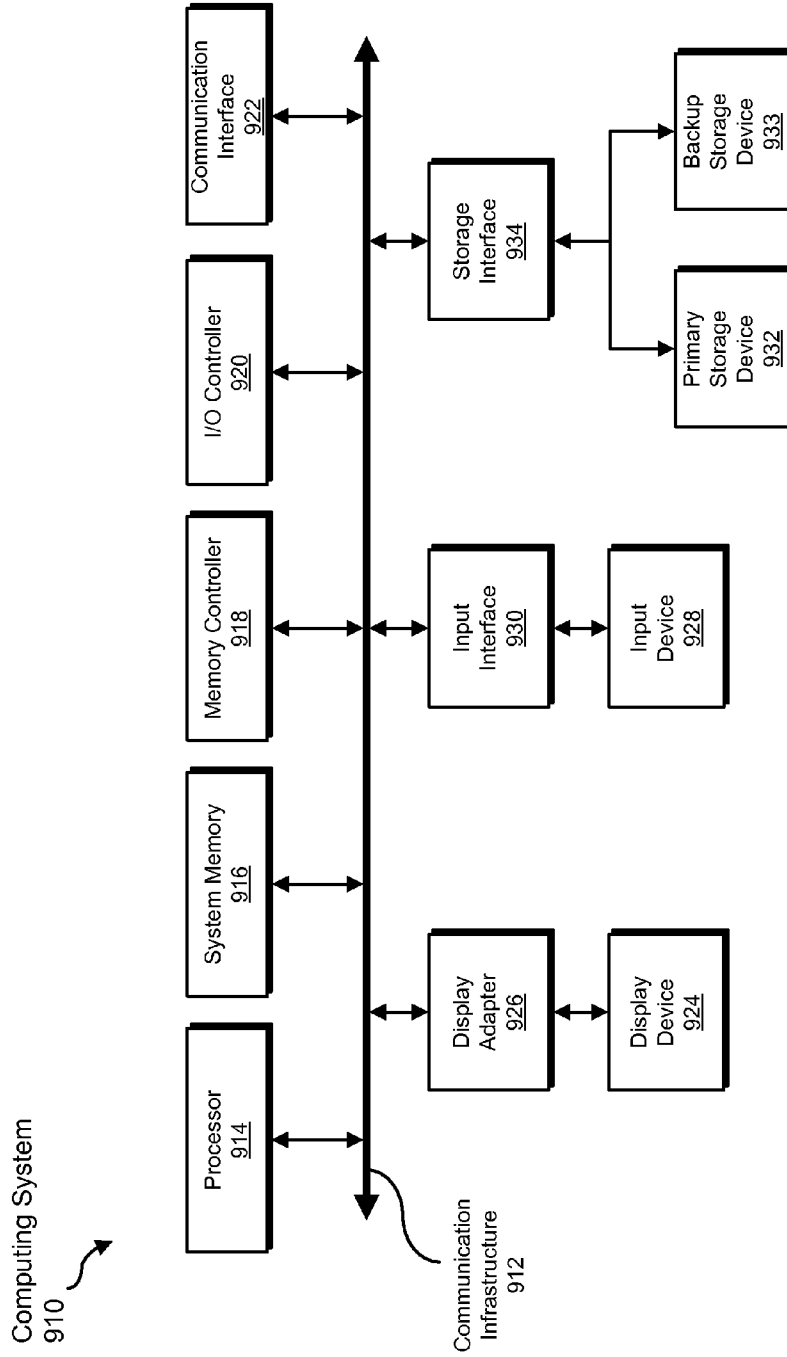 Computing System
910
Processor
914
System Memory
916
Memory Controller
918
I/O Controller
920
Communication
Interface
922
Communication
Infrastructure
912
Display
Adapter
926
Input
Interface
930
Storage
Interface
934
Display
Device
924
Input
Device
928
Primary
Storage
Device
932
Backup
Storage
Device
933